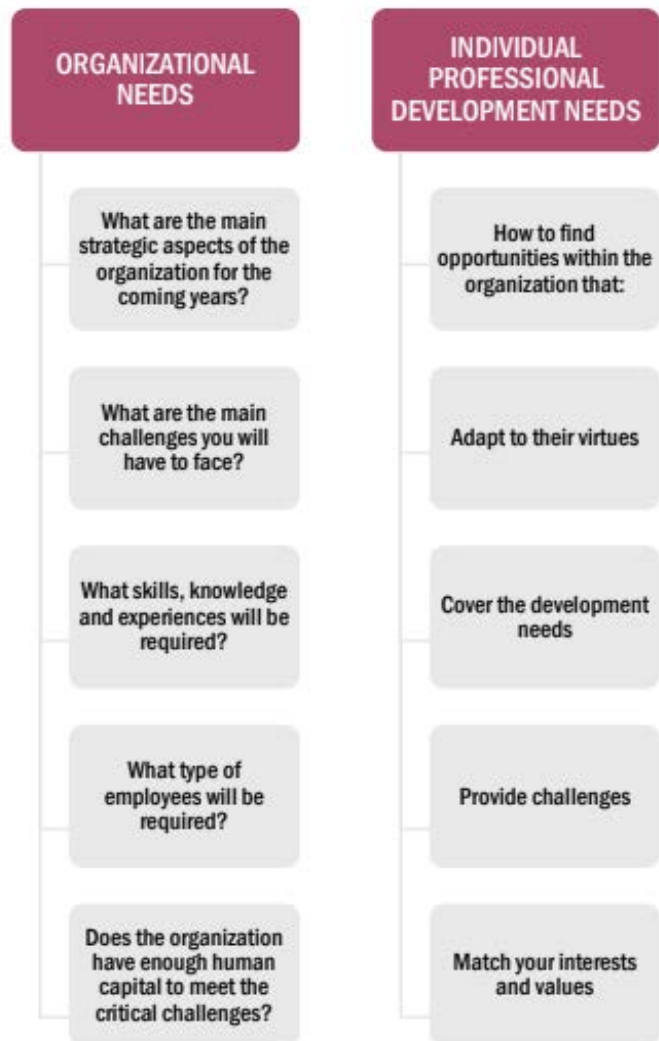 ORGANIZATIONAL
NEEDS
What are the main
strategic aspects of the
organization for the
coming years?
What are the main
challenges you will
have to face?
What skills, knowledge
and experiences will be
required?
What type of
employees will be
required?
Does the organization
have enough human
capital to meet the
critical challenges?
INDIVIDUAL
PROFESSIONAL
DEVELOPMENT NEEDS
How to find
opportunities within the
organization that:
Adapt to their virtues
Cover the development
needs
Provide challenges
Match your interests
and values